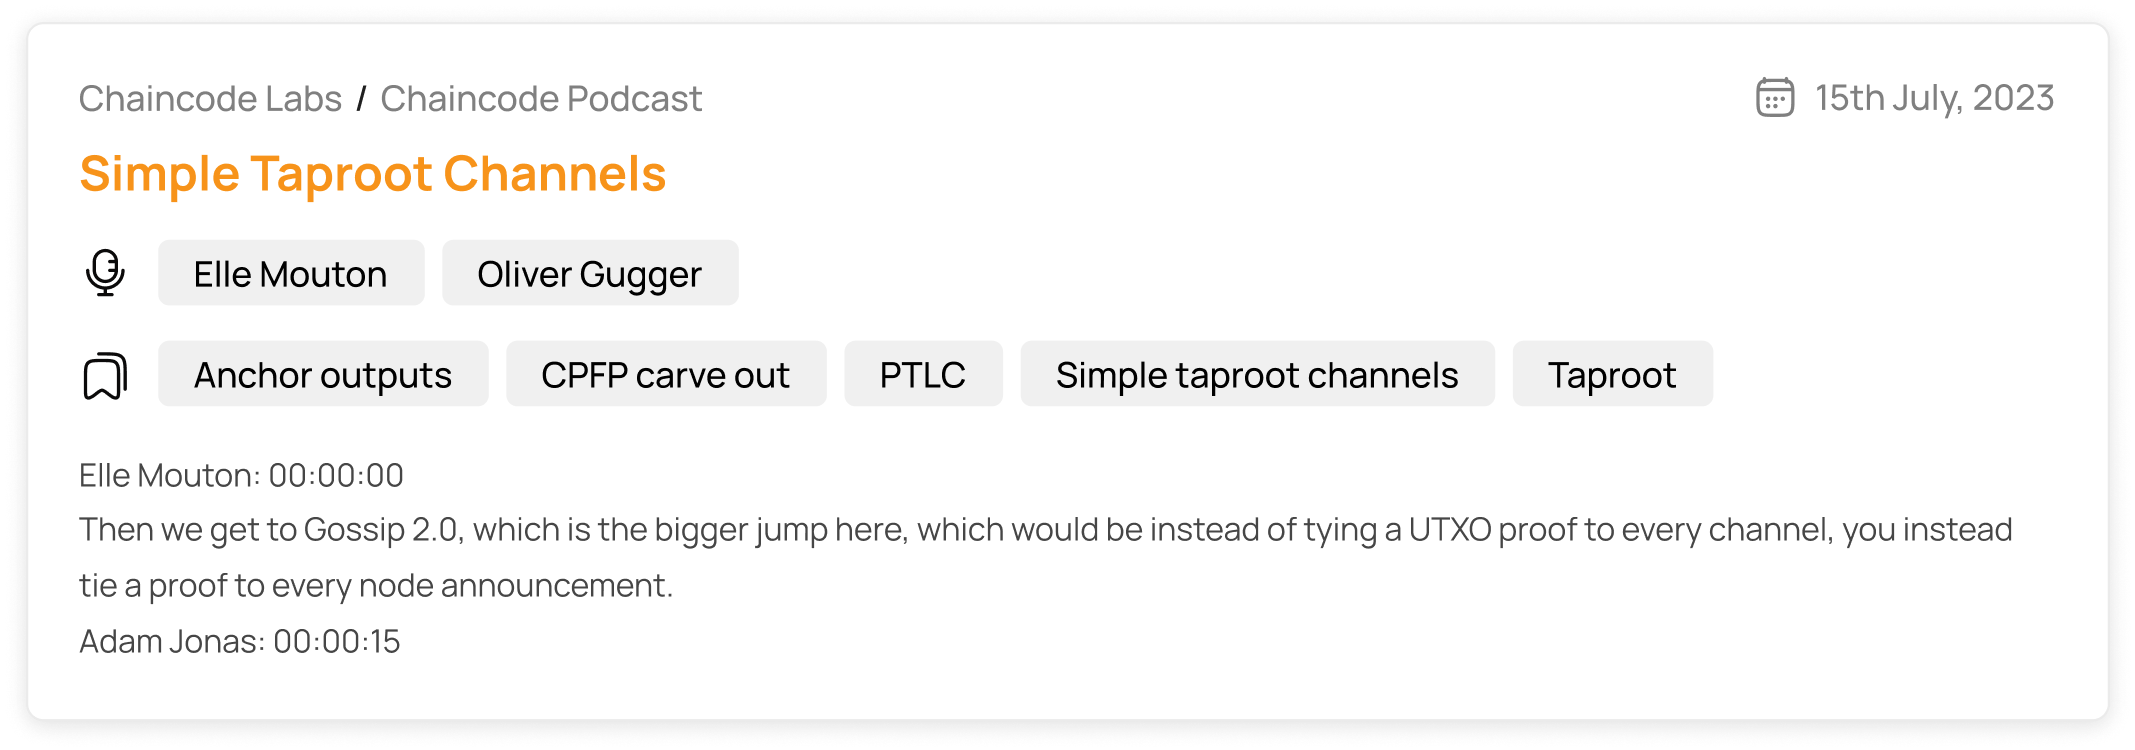 Chaincode Labs / Chaincode Podcast
15th July, 2023
Simple Taproot Channels
Elle Mouton Oliver Gugger
Anchor outputs CPFP carve out PTLC Simple taproot channels Taproot
Elle Mouton: 00:00:00
Then we get to Gossip 2.0, which is the bigger jump here, which would be instead of tying a UTXO proof to every channel, you instead
tie a proof to every node announcement.
Adam Jonas: 00:00:15